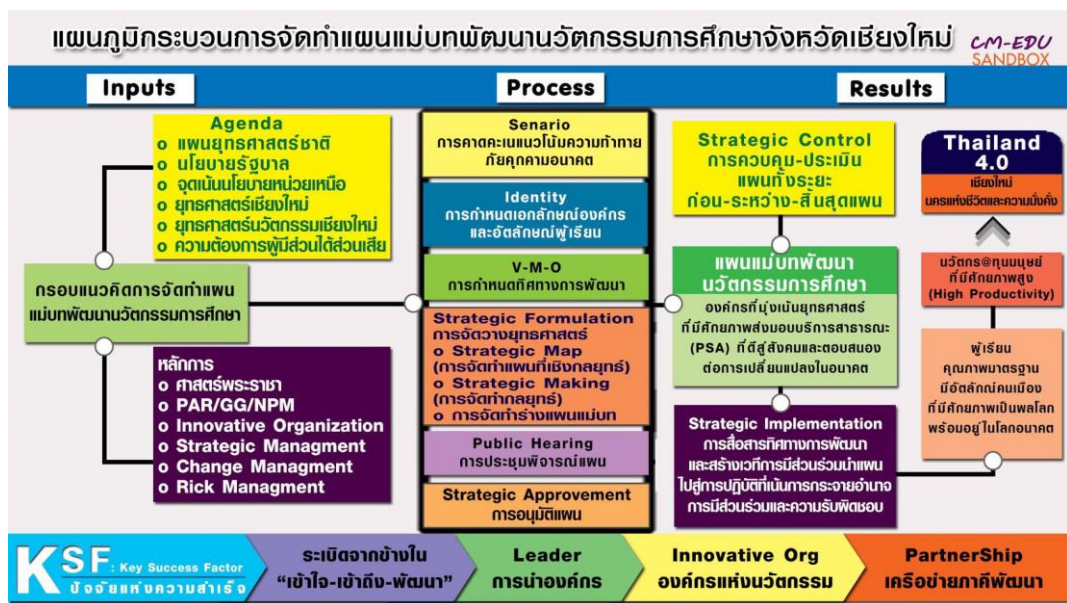 แผนภูมิกระบวนการจัดทำแผนแม่บทพัฒนานวัตกรรมการศึกษาจังหวัดเชียงใหม่
CM-EDU
SANDBOX
Inputs
Process
Results
Agenda
o แผนยุทธศาสตร์ชาติ
o นโยบายรัฐบาล
o จุดเน้นนโยบายหน่วยเหนือ
o ยุทธศาสตร์เชียงใหม่
o ยุทธศาสตร์นวัตกรรมเชียงใหม่
o ความต้องการผู้มีส่วนได้ส่วนเสีย
กรอบแนวคิดการจัดทำแผน
แม่บทพัฒนานวัตกรรมการศึกษา
หลักการ
o ศาสตร์พระราชา
o PAR/GG/NPM
o Innovative Organization
o Strategic Managment
o Change Managment
o Rick Managment
Senario
การคาดคะเนแนวโน้มความท้าทาย
ภัยคุกคามอนาคต
Identity
การกำหนดเอกลักษณ์องค์กร
และอัตลักษณ์ผู้เรียน
V-M-O
การกำหนดทิศทางการพัฒนา
Strategic Formulation
การจัดวางยุทธศาสตร์
o Strategic Map
(การจัดทำแผนที่เชิงกลยุทธ์)
o Strategic Making
(การจัดทำกลยุทธ์)
o การจัดทำร่างแผนแม่บท
Public Hearing
การประชุมพิจารณ์แผน
Strategic Approvement
การอนุมัติแผน
Strategic Control
การควบคุม-ประเมิน
แผนทั้งระยะ
ก่อน-ระหว่าง-สิ้นสุดแผน
แผนแม่บทพัฒนา
นวัตกรรมการศึกษา
องค์กรที่มุ่งเน้นยุทธศาสตร์
ที่มีศักยภาพส่งมอบบริการสาธารณะ
(PSA) ที่ดีสู่สังคมและตอบสนอง
ต่อการเปลี่ยนแปลงในอนาคต
Strategic Implementation
การสื่อสารทิศทางการพัฒนา
และสร้างเวทีการมีส่วนร่วมนำแผน
ไปสู่การปฏิบัติที่เน้นการกระจายอำนาจ
การมีส่วนร่วมและความรับผิดชอบ
Thailand
4.0
เชียงใหม่
นครแห่งชีวิตและความมั่งคั่ง
นวัตกร@ทุนมนุษย์
ที่มีศักยภาพสูง
(High Productivity)
ผู้เรียน
คุณภาพมาตรฐาน
มีอัตลักษณ์คนเมือง
ที่มีศักยภาพเป็นพลโลก
พร้อมอยู่ในโลกอนาคต
KSF : Key Success Factor
ปัจจัยแห่งความสำเร็จ
ระเบิดจากข้างใน
“เข้าใจ-เข้าถึง-พัฒนา”
Leader
การนำองค์กร
Innovative Org
องค์กรแห่งนวัตกรรม
PartnerShip
เครือข่ายภาคีพัฒนา